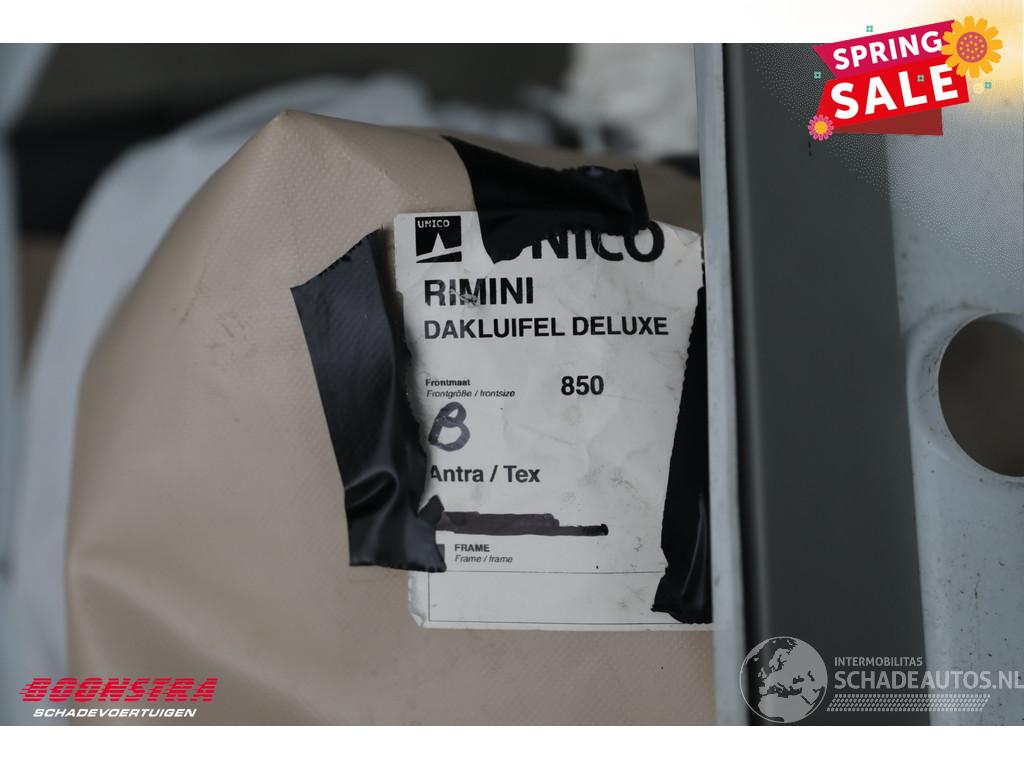 SPRING
SALE
UNICO
UNICO
RIMINI
DAKLUIFEL DELUXE
Frontmaat
Frontgröße / frontsize
850
B
Antra / Tex
FRAME
Frame / frame
BOONSTRA
SCHADEVOERTUIGEN
INTERMOBILITAS
SCHADEAUTOS.NL